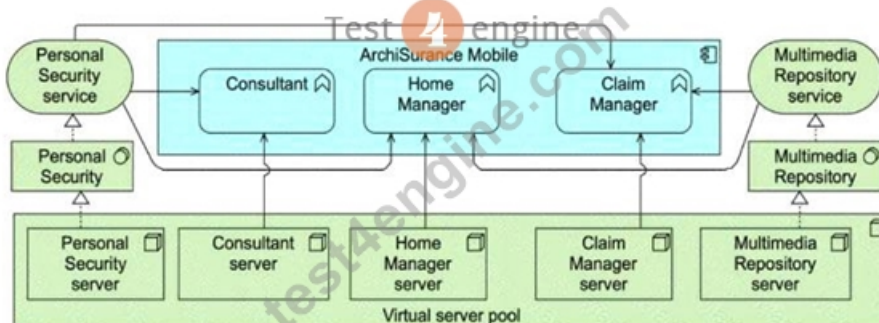 Test 4 engine
ArchiSurance Mobile
Personal
Security
service
Consultant
Home
Manager
Claim
Manager
Multimedia
Repository
service
Personal
Security
Multimedia
Repository
Personal
Security
server
Consultant
server
Home
Manager
server
Claim
Manager
server
Multimedia
Repository
server
Virtual server pool
test4engine.com